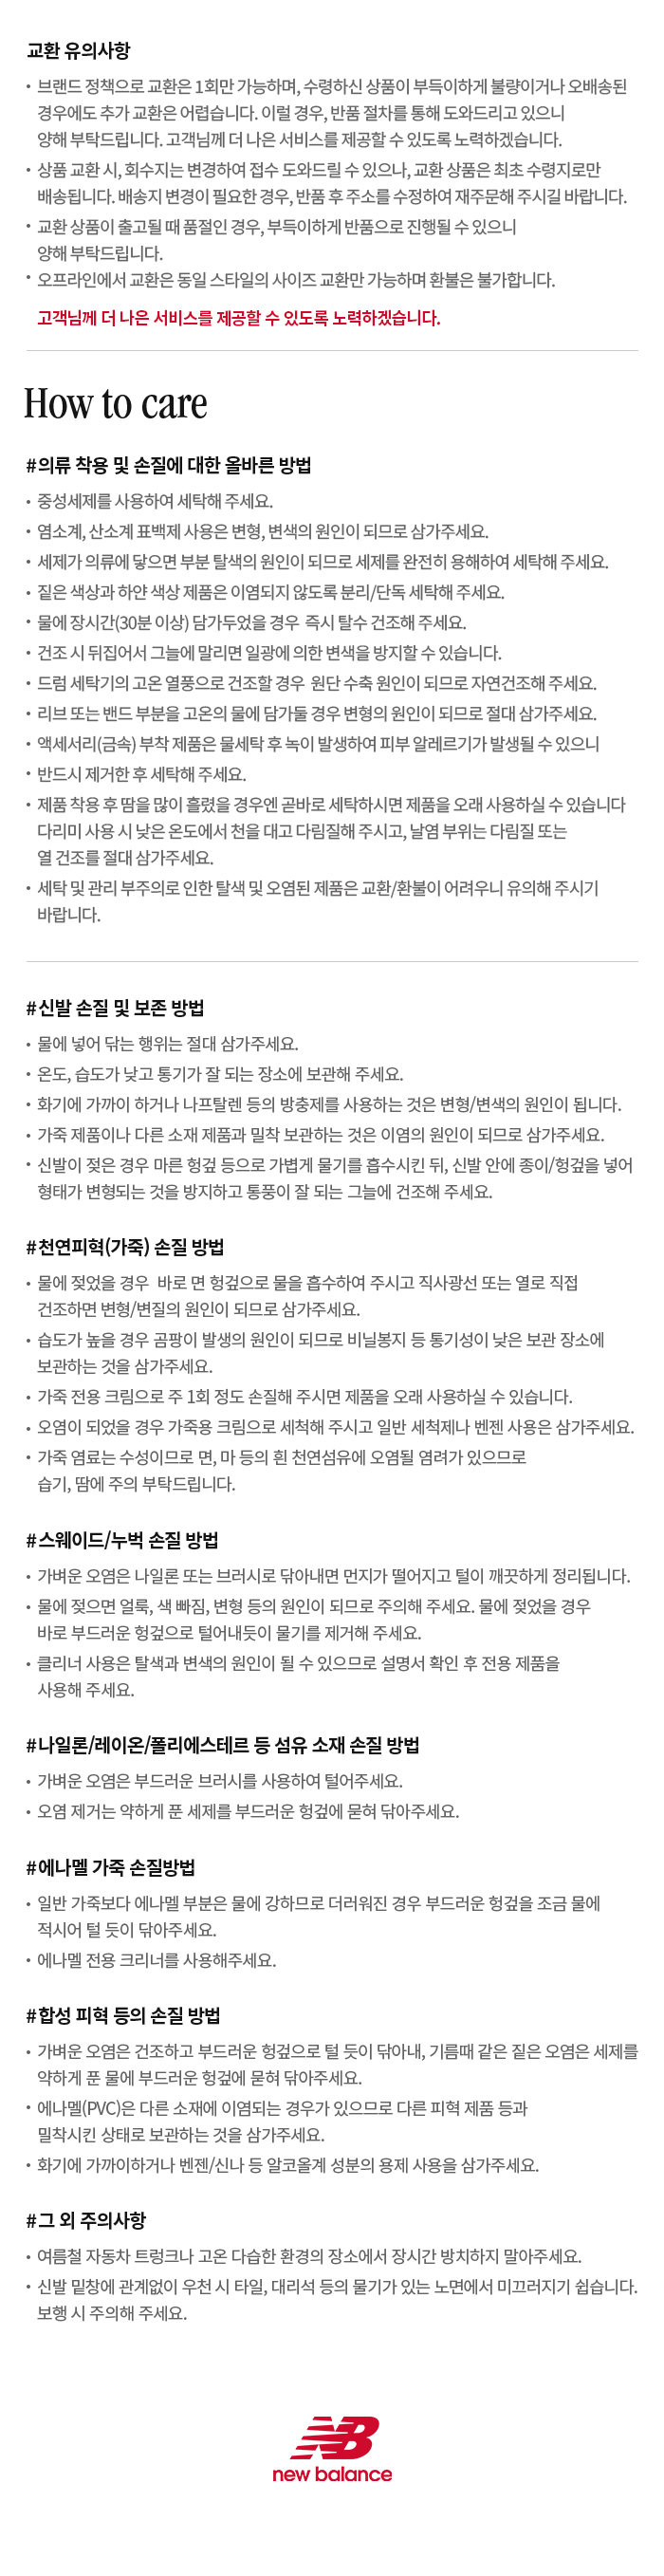 교환 유의사항
• 브랜드 정책으로 교환은 1회만 가능하며, 수령하신 상품이 부득이하게 불량이거나 오배송된
경우에도 추가 교환은 어렵습니다. 이럴 경우, 반품 절차를 통해 도와드리고 있으니
양해 부탁드립니다. 고객님께 더 나은 서비스를 제공할 수 있도록 노력하겠습니다.
• 상품 교환 시, 회수지는 변경하여 접수 도와드릴 수 있으나, 교환 상품은 최초 수령지로만
배송됩니다. 배송지 변경이 필요한 경우, 반품 후 주소를 수정하여 재주문해 주시길 바랍니다.
• 교환 상품이 출고될 때 품절인 경우, 부득이하게 반품으로 진행될 수 있으니
양해 부탁드립니다.
• 오프라인에서 교환은 동일 스타일의 사이즈 교환만 가능하며 환불은 불가합니다.
고객님께 더 나은 서비스를 제공할 수 있도록 노력하겠습니다.
How to care
#의류 착용 및 손질에 대한 올바른 방법
• 중성세제를 사용하여 세탁해 주세요.
• 염소계, 산소계 표백제 사용은 변형, 변색의 원인이 되므로 삼가주세요.
• 세제가 의류에 닿으면 부분 탈색의 원인이 되므로 세제를 완전히 용해하여 세탁해 주세요.
• 짙은 색상과 하얀 색상 제품은 이염되지 않도록 분리/단독 세탁해 주세요.
• 물에 장시간(30분 이상) 담가두었을 경우 즉시 탈수 건조해 주세요.
• 건조 시 뒤집어서 그늘에 말리면 일광에 의한 변색을 방지할 수 있습니다.
• 드럼 세탁기의 고온 열풍으로 건조할 경우 원단 수축 원인이 되므로 자연건조해 주세요.
• 리브 또는 밴드 부분을 고온의 물에 담가둘 경우 변형의 원인이 되므로 절대 삼가주세요.
• 액세서리(금속) 부착 제품은 물세탁 후 녹이 발생하여 피부 알레르기가 발생될 수 있으니
• 반드시 제거한 후 세탁해 주세요.
• 제품 착용 후 땀을 많이 흘렸을 경우엔 곧바로 세탁하시면 제품을 오래 사용하실 수 있습니다
다리미 사용 시 낮은 온도에서 천을 대고 다림질해 주시고, 날염 부위는 다림질 또는
열 건조를 절대 삼가주세요.
• 세탁 및 관리 부주의로 인한 탈색 및 오염된 제품은 교환/환불이 어려우니 유의해 주시기
바랍니다.
#신발 손질 및 보존 방법
• 물에 넣어 닦는 행위는 절대 삼가주세요.
• 온도, 습도가 낮고 통기가 잘 되는 장소에 보관해 주세요.
• 화기에 가까이 하거나 나프탈렌 등의 방충제를 사용하는 것은 변형/변색의 원인이 됩니다.
• 가죽 제품이나 다른 소재 제품과 밀착 보관하는 것은 이염의 원인이 되므로 삼가주세요.
• 신발이 젖은 경우 마른 헝겊 등으로 가볍게 물기를 흡수시킨 뒤, 신발 안에 종이/헝겊을 넣어
형태가 변형되는 것을 방지하고 통풍이 잘 되는 그늘에 건조해 주세요.
#천연피혁(가죽) 손질 방법
• 물에 젖었을 경우 바로 면 헝겊으로 물을 흡수하여 주시고 직사광선 또는 열로 직접
건조하면 변형/변질의 원인이 되므로 삼가주세요.
• 습도가 높을 경우 곰팡이 발생의 원인이 되므로 비닐봉지 등 통기성이 낮은 보관 장소에
보관하는 것을 삼가주세요.
• 가죽 전용 크림으로 주 1회 정도 손질해 주시면 제품을 오래 사용하실 수 있습니다.
• 오염이 되었을 경우 가죽용 크림으로 세척해 주시고 일반 세척제나 벤젠 사용은 삼가주세요.
• 가죽 염료는 수성이므로 면, 마 등의 흰 천연섬유에 오염될 염려가 있으므로
습기, 땀에 주의 부탁드립니다.
#스웨이드/누벅 손질 방법
• 가벼운 오염은 나일론 또는 브러시로 닦아내면 먼지가 떨어지고 털이 깨끗하게 정리됩니다.
• 물에 젖으면 얼룩, 색 빠짐, 변형 등의 원인이 되므로 주의해 주세요. 물에 젖었을 경우
바로 부드러운 헝겊으로 털어내듯이 물기를 제거해 주세요.
• 클리너 사용은 탈색과 변색의 원인이 될 수 있으므로 설명서 확인 후 전용 제품을
사용해 주세요.
#나일론/레이온/폴리에스테르 등 섬유 소재 손질 방법
• 가벼운 오염은 부드러운 브러시를 사용하여 털어주세요.
• 오염 제거는 약하게 푼 세제를 부드러운 헝겊에 묻혀 닦아주세요.
#에나멜 가죽 손질방법
• 일반 가죽보다 에나멜 부분은 물에 강하므로 더러워진 경우 부드러운 헝겊을 조금 물에
적시어 털 듯이 닦아주세요.
• 에나멜 전용 크리너를 사용해주세요.
#합성 피혁 등의 손질 방법
• 가벼운 오염은 건조하고 부드러운 헝겊으로 털 듯이 닦아내, 기름때 같은 짙은 오염은 세제를
약하게 푼 물에 부드러운 헝겊에 묻혀 닦아주세요.
• 에나멜(PVC)은 다른 소재에 이염되는 경우가 있으므로 다른 피혁 제품 등과
밀착시킨 상태로 보관하는 것을 삼가주세요.
• 화기에 가까이하거나 벤젠/신나 등 알코올계 성분의 용제 사용을 삼가주세요.
#그 외 주의사항
• 여름철 자동차 트렁크나 고온 다습한 환경의 장소에서 장시간 방치하지 말아주세요.
• 신발 밑창에 관계없이 우천 시 타일, 대리석 등의 물기가 있는 노면에서 미끄러지기 쉽습니다.
보행 시 주의해 주세요.
NB
new balance